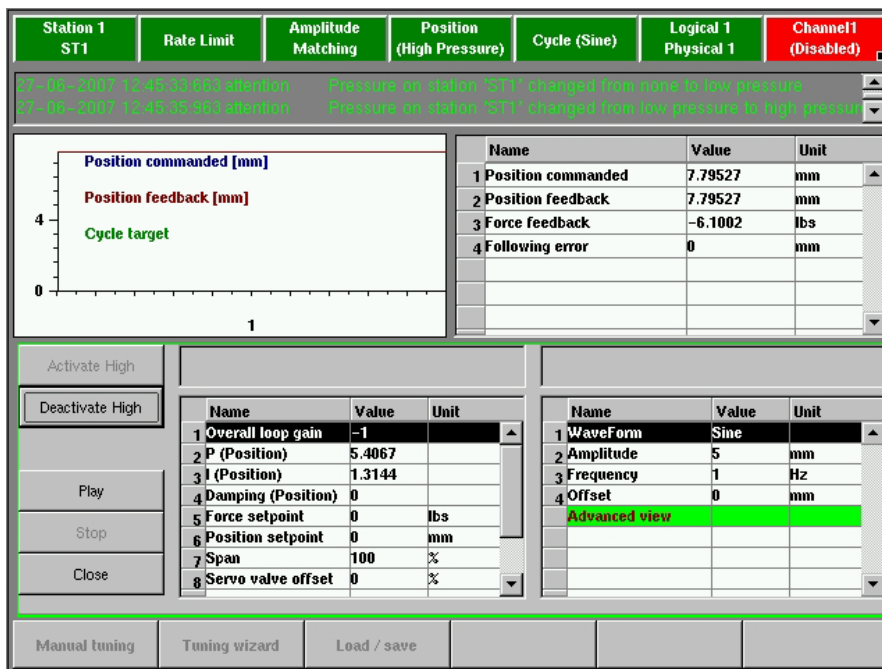 Station 1
ST1
Rate Limit
Amplitude
Matching
Position
(High Pressure)
Cycle (Sine)
Logical 1
Physical 1
Channel1
(Disabled)
27-06-2007 12:45:33:663 attention Pressure on station "ST1" changed from none to low pressure
27-06-2007 12:45:35:963 attention Pressure on station "ST1" changed from low pressure to high pressure
Position commanded [mm]
Position feedback [mm]
Cycle target
4
0
1
Name Value Unit
1 Position commanded 7.79527 mm
2 Position feedback 7.79527 mm
3 Force feedback -6.1002 lbs
4 Following error 0 mm
Activate High
Deactivate High
Play
Stop
Close
Name Value Unit
1 Overall loop gain -1
2 P (Position) 5.4067
3 I (Position) 1.3144
4 Damping (Position) 0
5 Force setpoint 0 lbs
6 Position setpoint 0 mm
7 Span 100 %
8 Servo valve offset 0 %
Name Value Unit
1 WaveForm Sine
2 Amplitude 5 mm
3 Frequency 1 Hz
4 Offset 0 mm
Advanced view
Manual tuning
Tuning wizard
Load / save